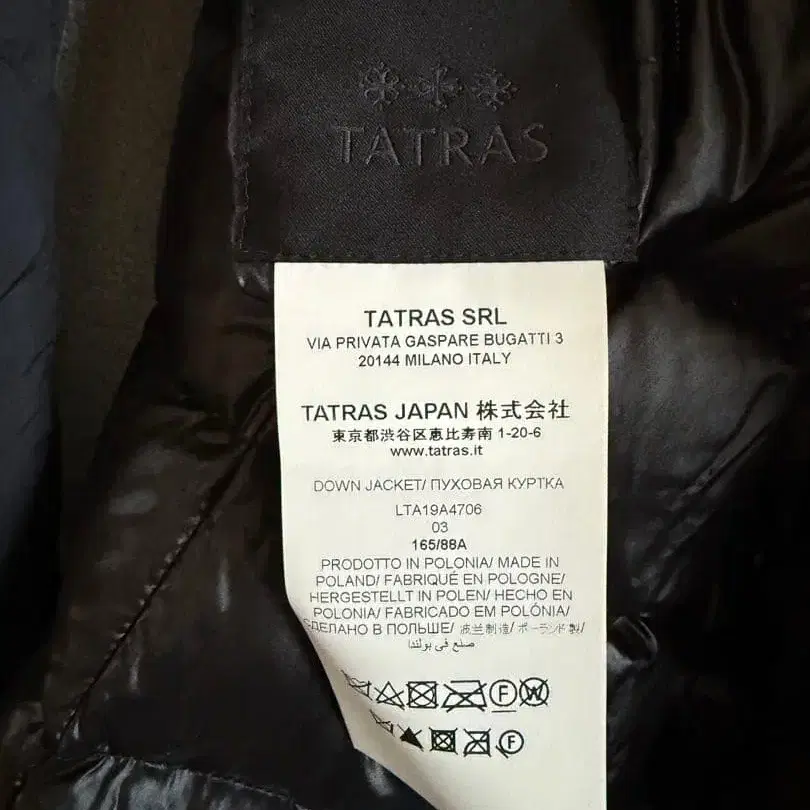 TATRAS
TATRAS SRL
VIA PRIVATA GASPARE BUGATTI 3
20144 MILANO ITALY
TATRAS JAPAN 株式会社
東京都渋谷区恵比寿南 1-20-6
www.tatras.it
DOWN JACKET/ ПУХОВАЯ КУРТКА
LTA19A4706
03
165/88A
PRODOTTO IN POLONIA/ MADE IN
POLAND/ FABRIQUÉ EN POLOGNE/
HERGESTELLT IN POLEN/ HECHO EN
POLONIA/ FABRICADO EM POLÓNIA/
СДЕЛАНО В ПОЛЬШЕ/ 波兰制造/ ポーランド製/
صنع في بولندا
F W
F